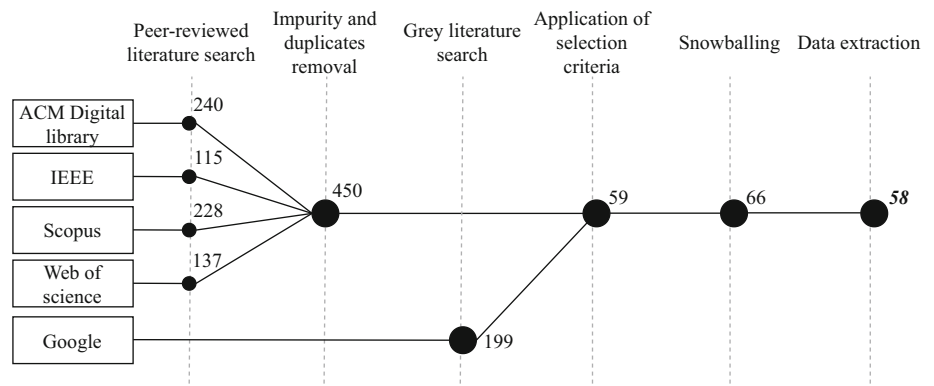 Peer-reviewed
literature search
Impurity and
duplicates
removal
Grey literature
search
Application of
selection
criteria
Snowballing
Data extraction
ACM Digital
library
240
IEEE
115
Scopus
228
Web of
science
137
Google
450
199
59
66
58